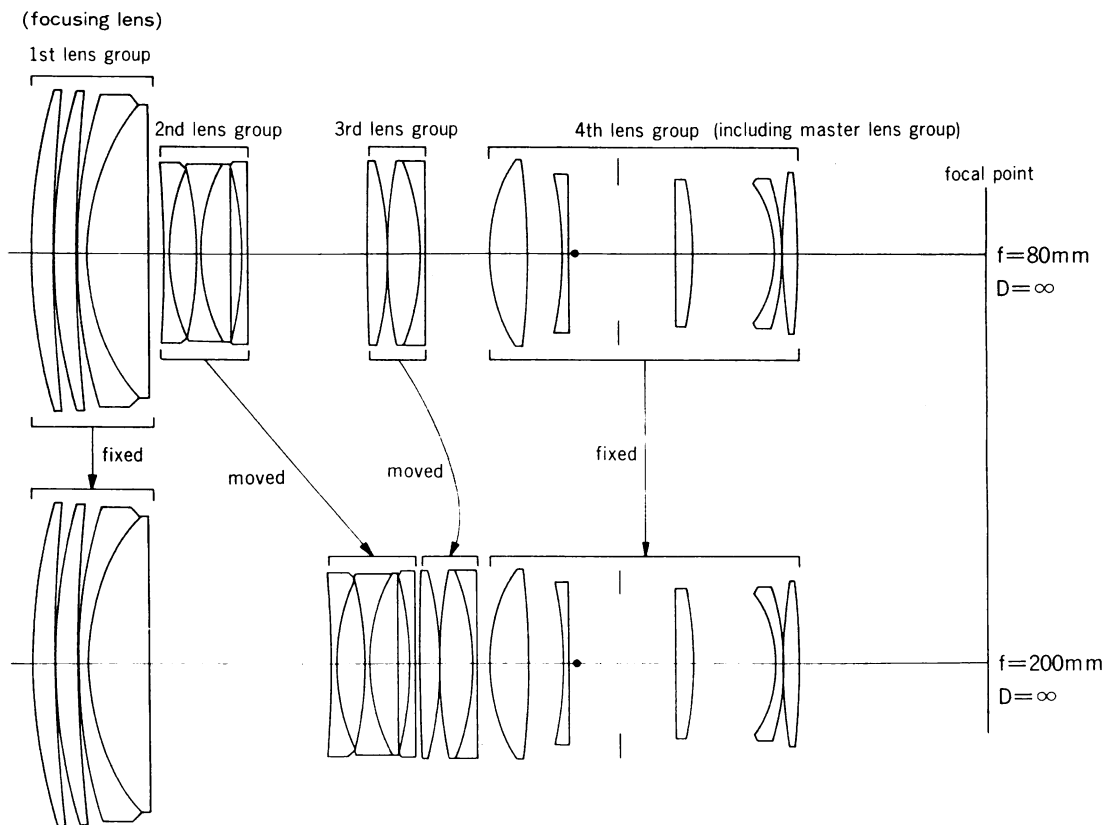 (focusing lens)
1st lens group
2nd lens group
3rd lens group
4th lens group (including master lens group)
focal point
f=80mm
D=∞
fixed
moved
moved
fixed
f=200mm
D=∞